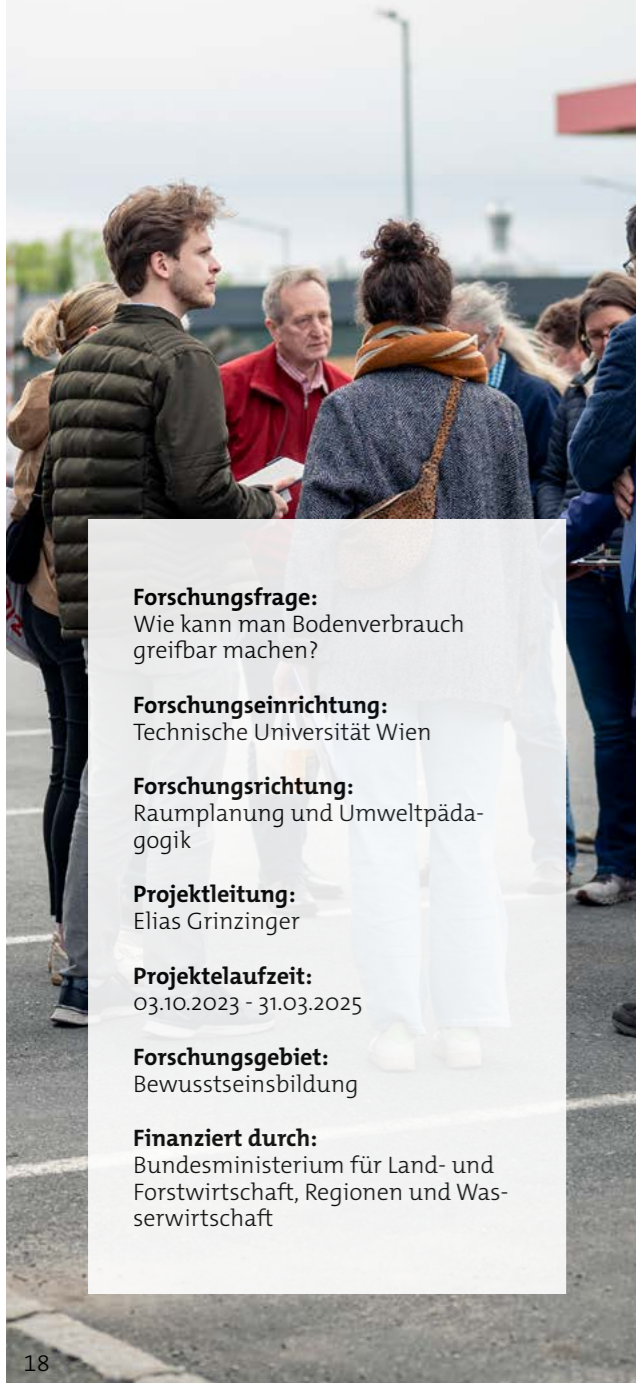 Forschungsfrage:
Wie kann man Bodenverbrauch
greifbar machen?
Forschungseinrichtung:
Technische Universität Wien
Forschungsrichtung:
Raumplanung und Umweltpäda-
gogik
Projektleitung:
Elias Grinzinger
Projektelaufzeit:
03.10.2023 - 31.03.2025
Forschungsgebiet:
Bewusstseinsbildung
Finanziert durch:
Bundesministerium für Land- und
Forstwirtschaft, Regionen und Was-
serwirtschaft
18